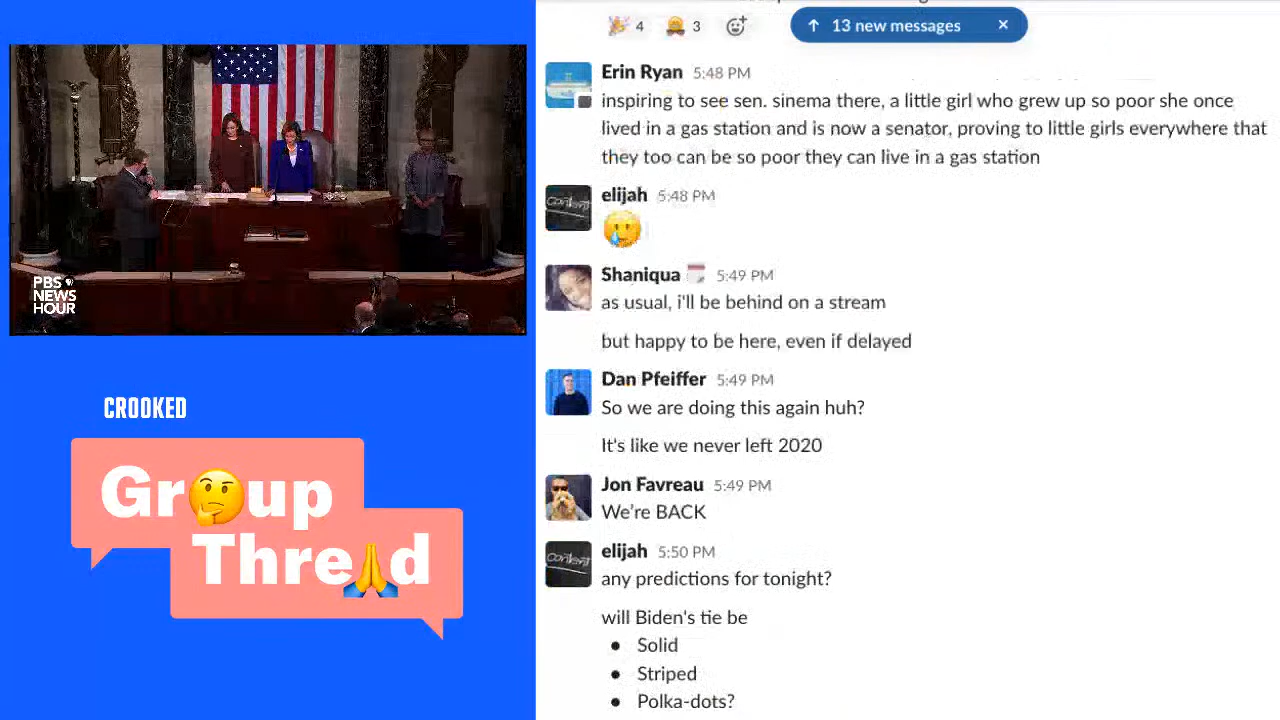 4
3
13 new messages
Erin Ryan 5:48 PM
inspiring to see sen. sinema there, a little girl who grew up so poor she once
lived in a gas station and is now a senator, proving to little girls everywhere that
they too can be so poor they can live in a gas station
elijah 5:48 PM
Shaniqua 5:49 PM
as usual, i'll be behind on a stream
but happy to be here, even if delayed
Dan Pfeiffer 5:49 PM
So we are doing this again huh?
It's like we never left 2020
Jon Favreau 5:49 PM
We're BACK
elijah 5:50 PM
any predictions for tonight?
will Biden's tie be
● Solid
● Striped
● Polka-dots?
PBS
NEWS
HOUR
CROOKED
Gr🤔up
Thre🙏d
content
content